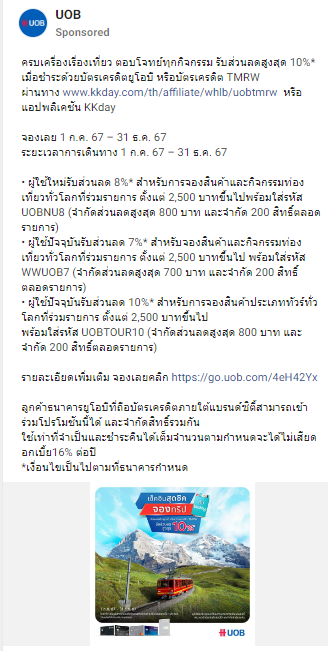 UOB
UOB
Sponsored
ครบเครื่องเรื่องเที่ยว ตอบโจทย์ทุกกิจกรรม รับส่วนลดสูงสุด 10%*
เมื่อชำระด้วยบัตรเครดิตยูโอบี หรือบัตรเครดิต TMRW
ผ่านทาง www.kkday.com/th/affiliate/whlb/uobtmrw หรือ
แอปพลิเคชัน KKday
จองเลย 1 ก.ค. 67 – 31 ธ.ค. 67
ระยะเวลาการเดินทาง 1 ก.ค. 67 – 31 ธ.ค. 67
• ผู้ใช้ใหม่รับส่วนลด 8%* สำหรับการจองสินค้าและกิจกรรมท่อง
เที่ยวทั่วโลกที่ร่วมรายการ ตั้งแต่ 2,500 บาทขึ้นไปพร้อมใส่รหัส
UOBNU8 (จำกัดส่วนลดสูงสุด 800 บาท และจำกัด 200 สิทธิ์ตลอด
รายการ)
• ผู้ใช้ปัจจุบันรับส่วนลด 7%* สำหรับจองสินค้าและกิจกรรมท่อง
เที่ยวทั่วโลกที่ร่วมรายการ ตั้งแต่ 2,500 บาทขึ้นไป พร้อมใส่รหัส
WWUOB7 (จำกัดส่วนลดสูงสุด 700 บาท และจำกัด 200 สิทธิ์
ตลอดรายการ)
• ผู้ใช้ปัจจุบันรับส่วนลด 10%* สำหรับการจองสินค้าประเภททัวร์ทั่ว
โลกที่ร่วมรายการ ตั้งแต่ 2,500 บาทขึ้นไป
พร้อมใส่รหัส UOBTOUR10 (จำกัดส่วนลดสูงสุด 800 บาท และ
จำกัด 200 สิทธิ์ตลอดรายการ)
รายละเอียดเพิ่มเติม จองเลยคลิก https://go.uob.com/4eH42Yx
ลูกค้าธนาคารยูโอบีที่ถือบัตรเครดิตภายใต้แบรนด์ซิตี้สามารถเข้า
ร่วมโปรโมชันนี้ได้ และจำกัดสิทธิ์รวมกัน
ใช้เท่าที่จำเป็นและชำระคืนได้เต็มจำนวนตามกำหนดจะได้ไม่เสียด
อกเบี้ย16% ต่อปี
*เงื่อนไขเป็นไปตามที่ธนาคารกำหนด
เช็คอินสุดชิค
จองทริป
10%
UOB